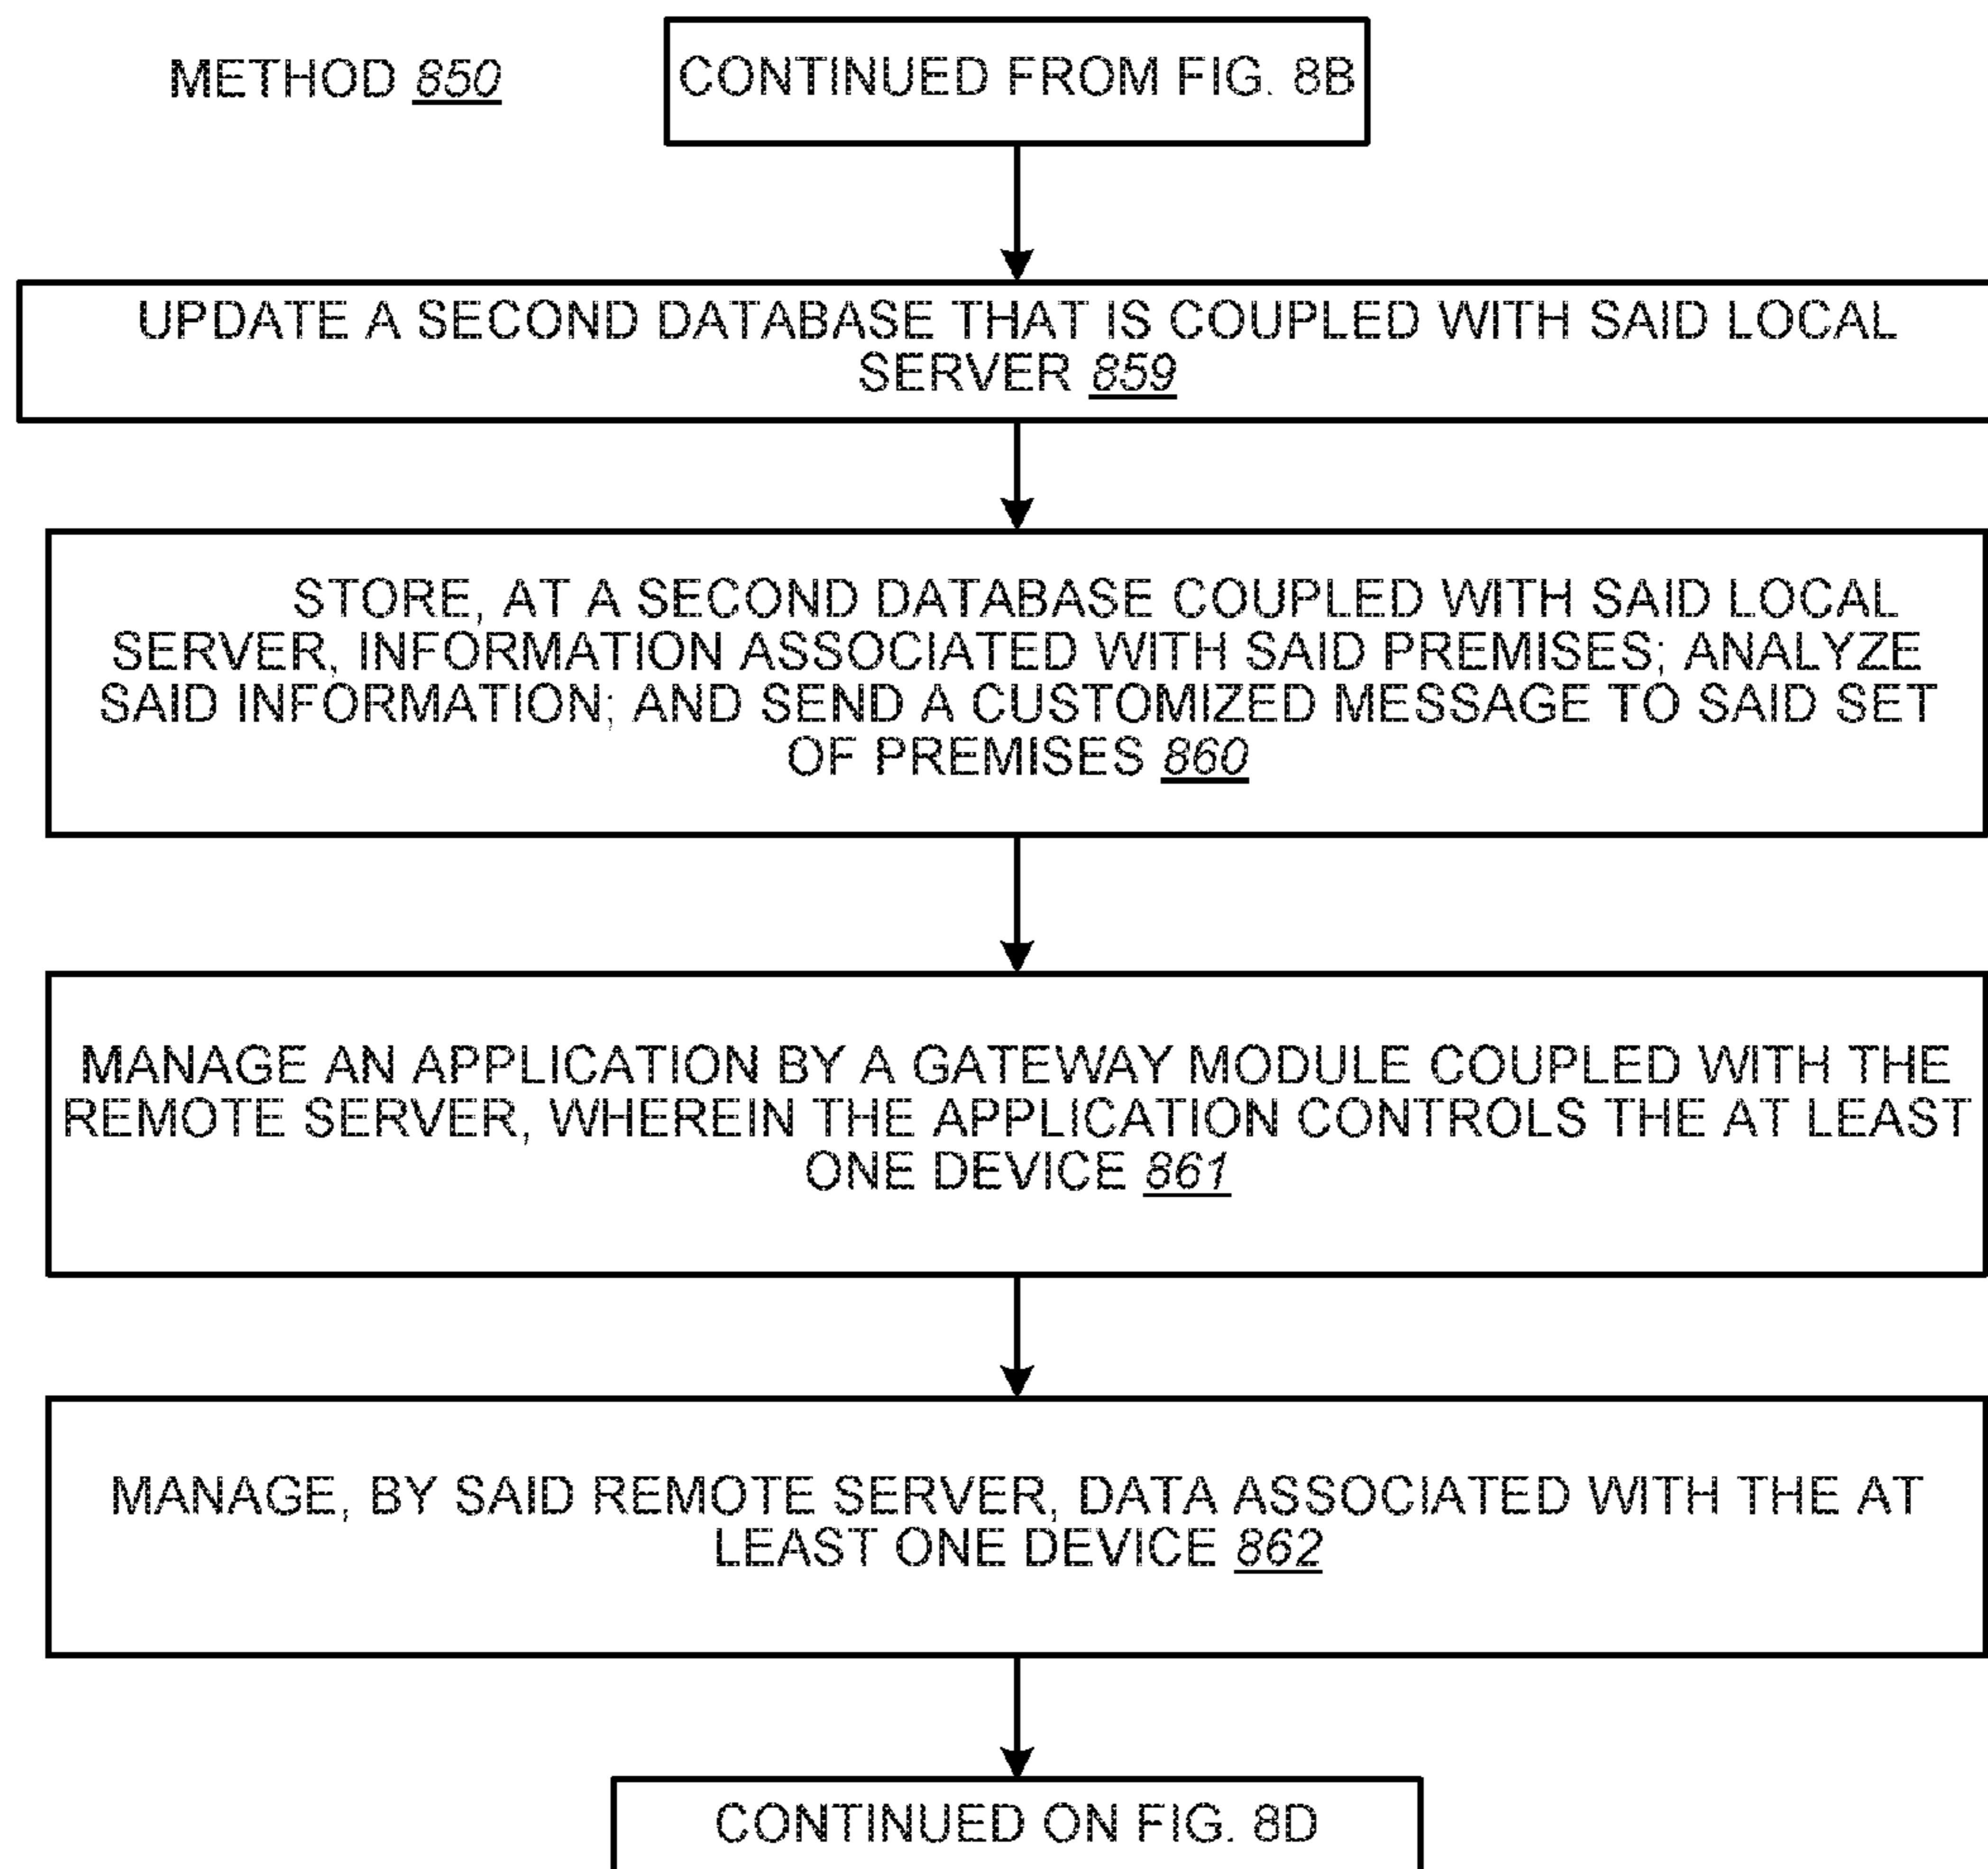 METHOD 850
CONTINUED FROM FIG. 8B
UPDATE A SECOND DATABASE THAT IS COUPLED WITH SAID LOCAL
SERVER 859
STORE, AT A SECOND DATABASE COUPLED WITH SAID LOCAL
SERVER, INFORMATION ASSOCIATED WITH SAID PREMISES; ANALYZE
SAID INFORMATION; AND SEND A CUSTOMIZED MESSAGE TO SAID SET
OF PREMISES 860
MANAGE AN APPLICATION BY A GATEWAY MODULE COUPLED WITH THE
REMOTE SERVER, WHEREIN THE APPLICATION CONTROLS THE AT LEAST
ONE DEVICE 861
MANAGE, BY SAID REMOTE SERVER, DATA ASSOCIATED WITH THE AT
LEAST ONE DEVICE 862
CONTINUED ON FIG. 8D